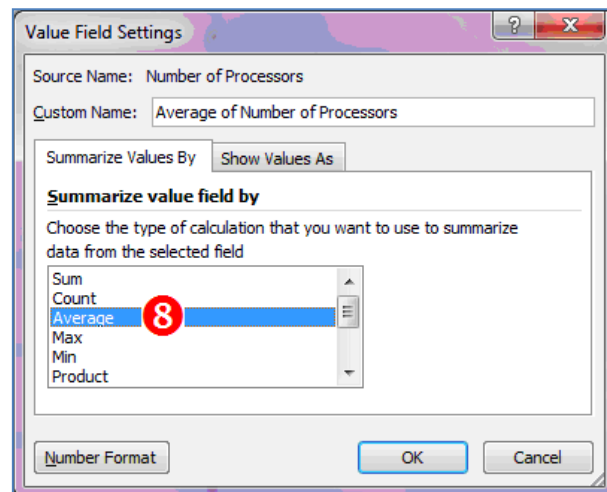 Value Field Settings
?
X
Source Name: Number of Processors
Custom Name: Average of Number of Processors
Summarize Values By Show Values As
Summarize value field by
Choose the type of calculation that you want to use to summarize
data from the selected field
Sum
Count
Average 8
Max
Min
Product
Number Format OK Cancel